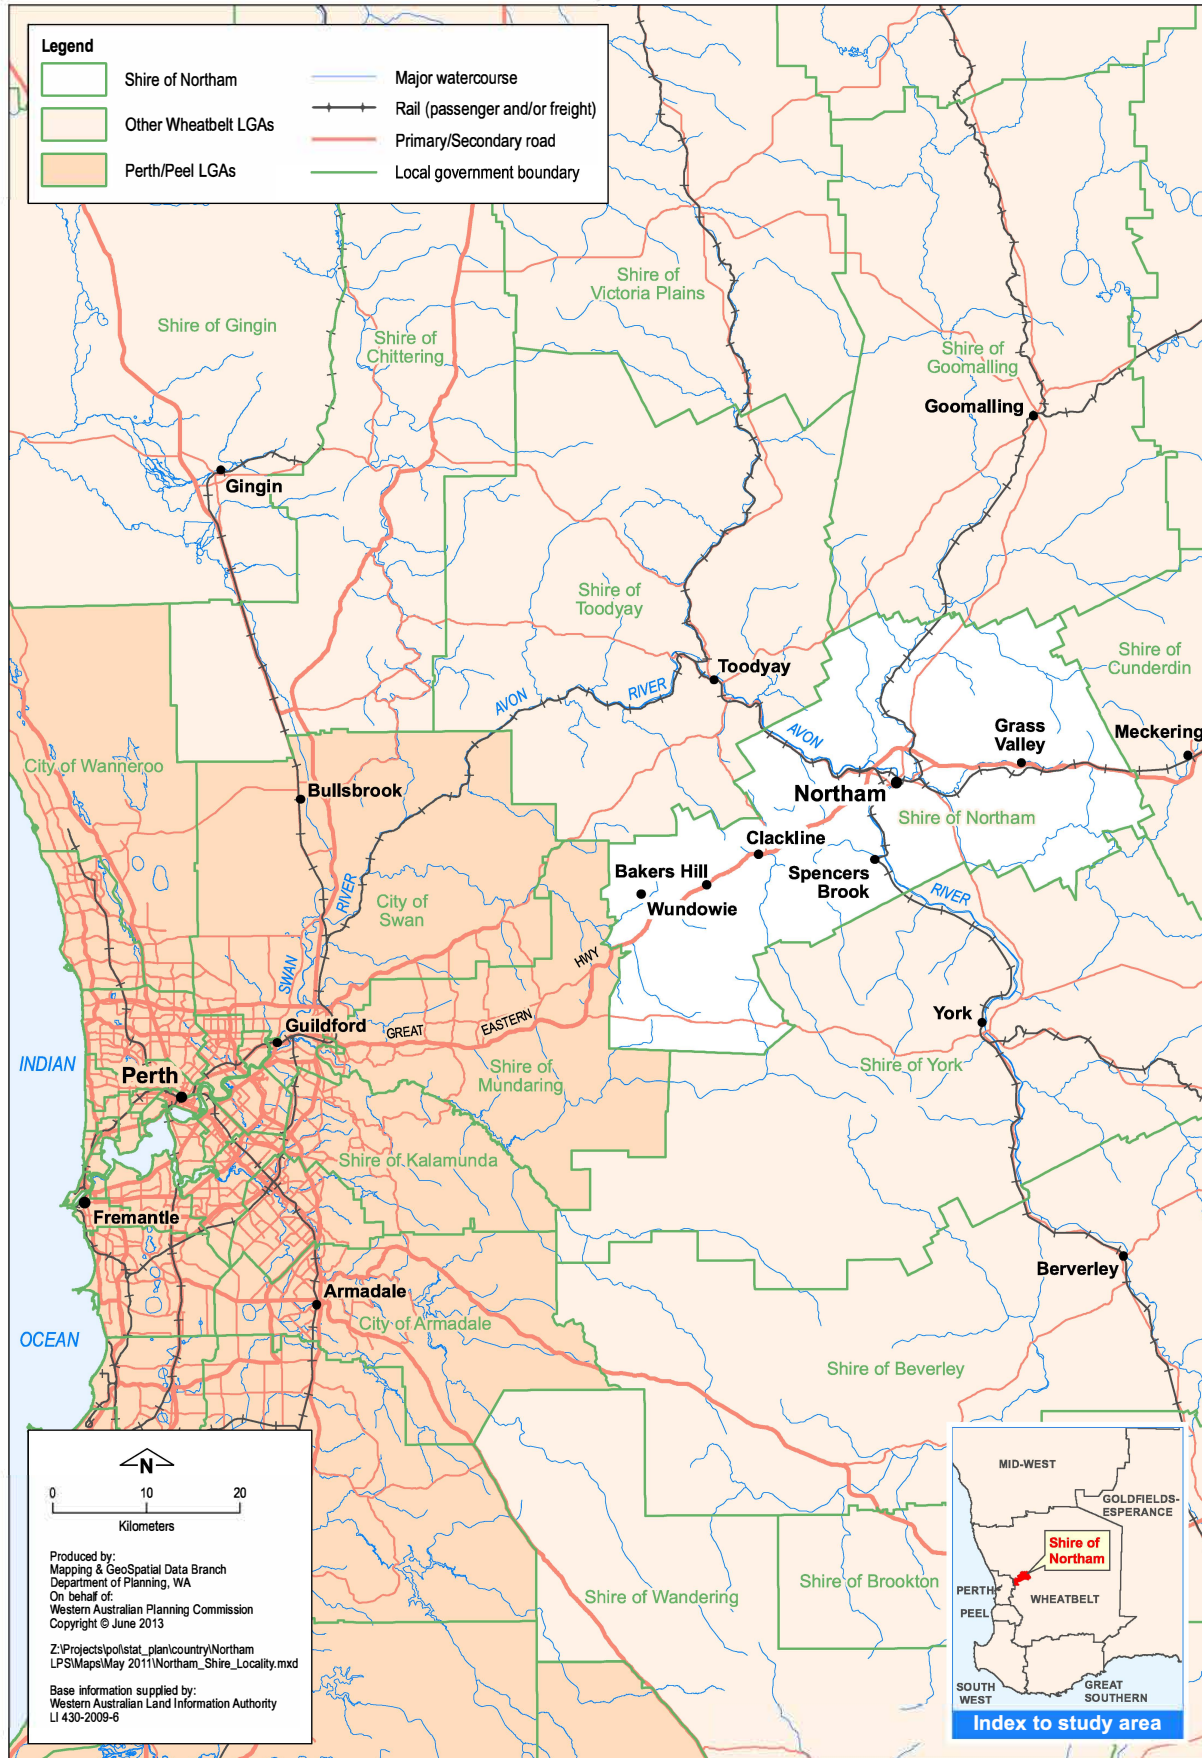 Legend
Shire of Northam
Other Wheatbelt LGAs
Perth/Peel LGAs
Major watercourse
Rail (passenger and/or freight)
Primary/Secondary road
Local government boundary
Shire of
Victoria Plains
Shire of Gingin
Shire of
Chittering
Shire of
Goomalling
Goomalling
Gingin
Shire of
Toodyay
Shire of
Cunderdin
Toodyay
AVON
RIVER
AVON
Grass
Valley
Meckering
City of Wanneroo
Bullsbrook
Northam
Shire of Northam
Clackline
Bakers Hill
Spencers
Brook
Wundowie
RIVER
RIVER
City of
Swan
HWY
SWAN
York
Guildford
GREAT
EASTERN
INDIAN
Perth
Shire of
Mundaring
Shire of York
Shire of Kalamunda
Fremantle
Berverley
Armadale
City of Armadale
OCEAN
Shire of Beverley
Shire of Wandering
Shire of Brookton
N
0 10 20
Kilometers
Produced by:
Mapping & GeoSpatial Data Branch
Department of Planning, WA
On behalf of:
Western Australian Planning Commission
Copyright © June 2013
Z:\Projects\pol\stat_plan\country\Northam
LPS\Maps\May 2011\Northam_Shire_Locality.mxd
Base information supplied by:
Western Australian Land Information Authority
LI 430-2009-6
MID-WEST
GOLDFIELDS-
ESPERANCE
Shire of
Northam
PERTH
WHEATBELT
PEEL
SOUTH
WEST
GREAT
SOUTHERN
Index to study area